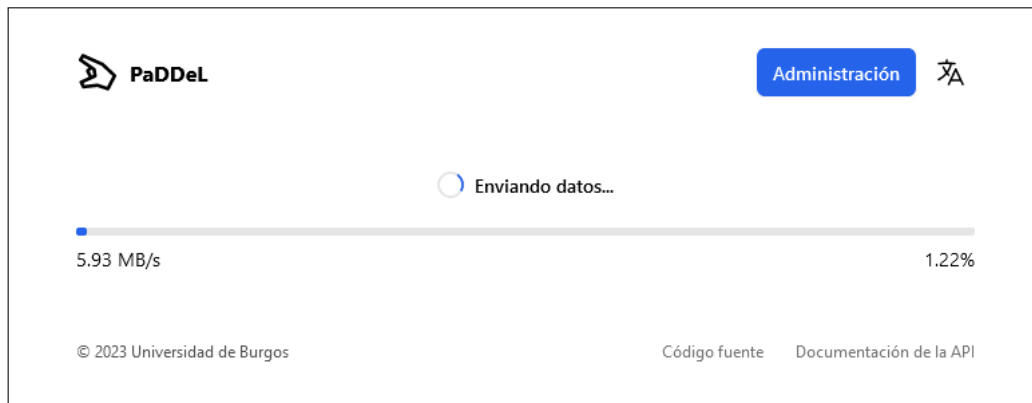 PaDDeL
Administración
Enviando datos...
5.93 MB/s
1.22%
© 2023 Universidad de Burgos
Código fuente
Documentación de la API